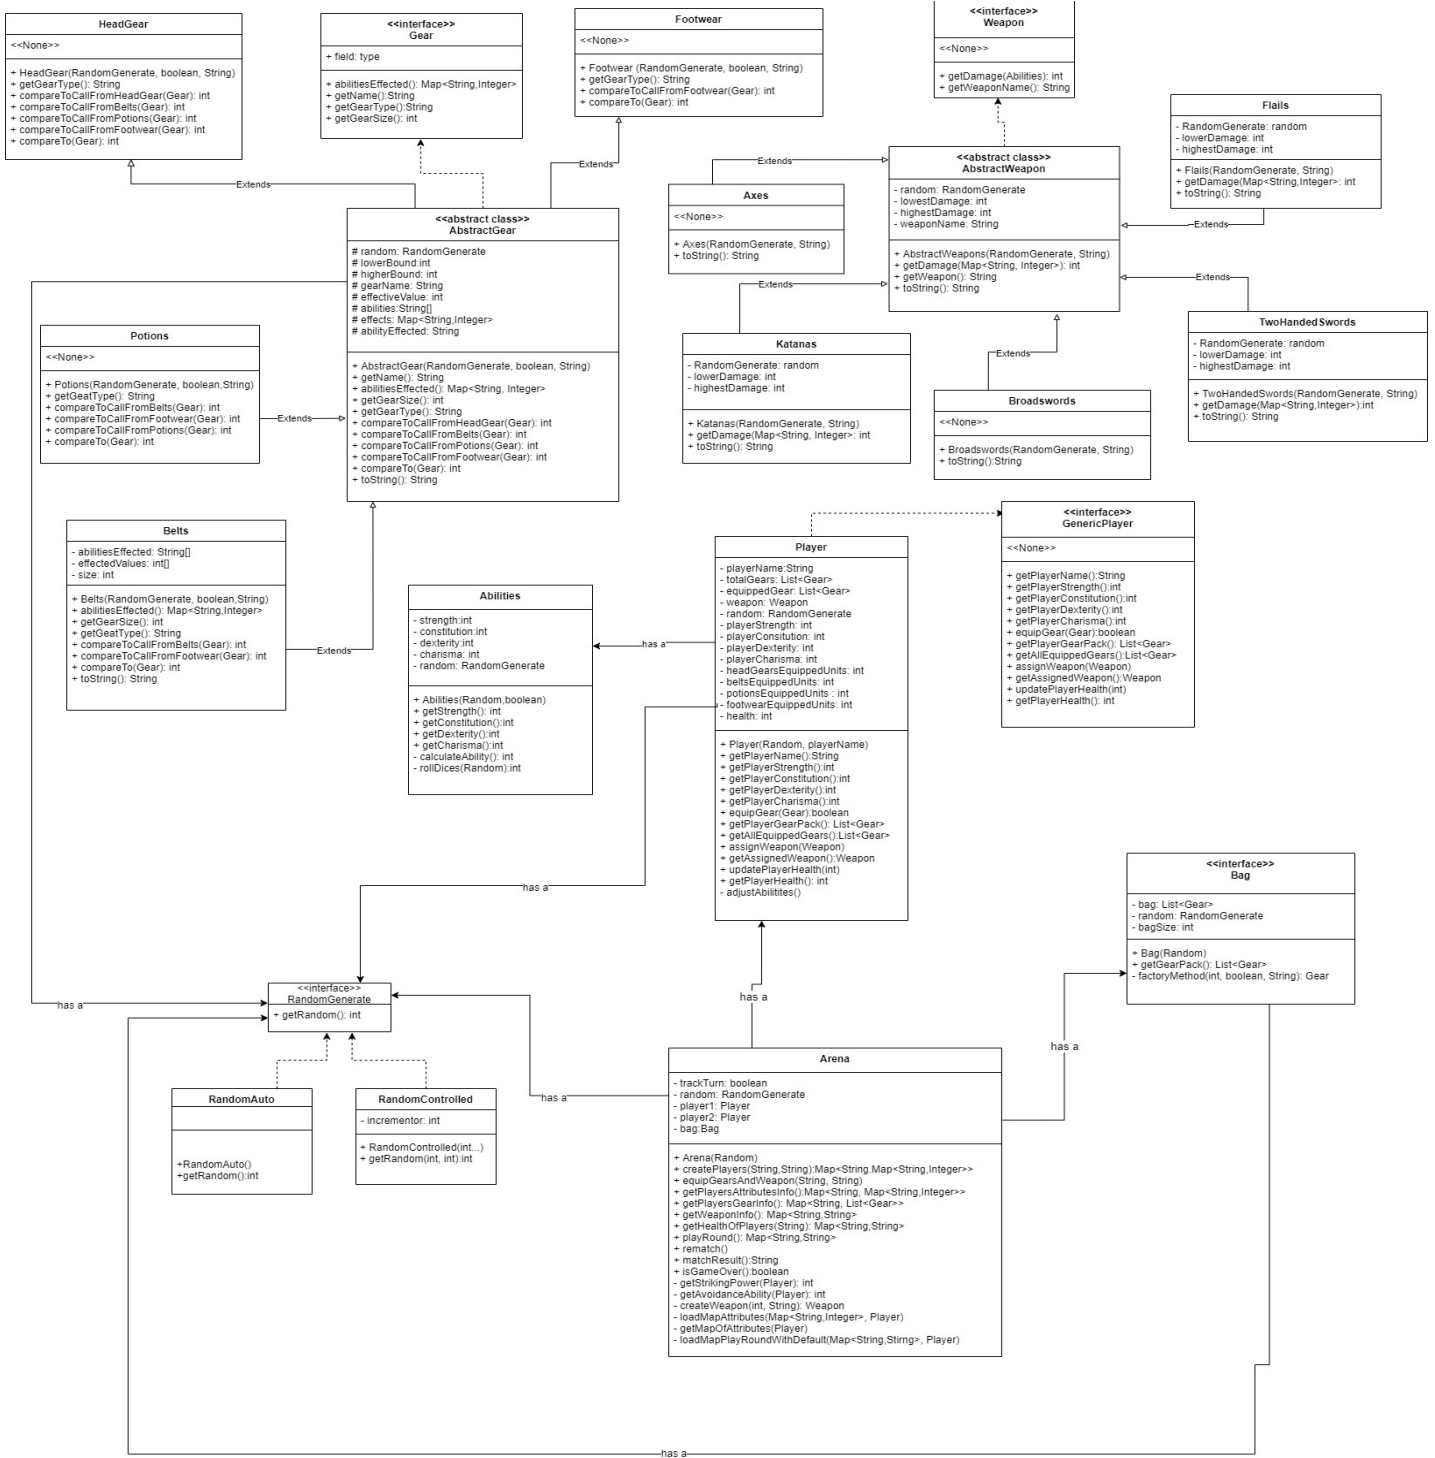 HeadGear
<<None>>
+ HeadGear(RandomGenerate, boolean, String)
+ getGearType(): String
+ compareToCallFromHeadGear(Gear): int
+ compareToCallFromBelts(Gear): int
+ compareToCallFromPotions(Gear): int
+ compareToCallFromFootwear(Gear): int
+ compareTo(Gear): int
<<interface>>
Gear
+ field: type
+ abilitiesEffected(): Map<String,Integer>
+ getName():String
+ getGearType():String
+ getGearSize(): int
Footwear
<<None>>
+ Footwear (RandomGenerate, boolean, String)
+ getGearType(): String
+ compareToCallFromFootwear(Gear): int
+ compareTo(Gear): int
<<interface>>
Weapon
<<None>>
+ getDamage(Abilities): int
+ getWeaponName(): String
Flails
- RandomGenerate: random
- lowerDamage: int
- highestDamage: int
+ Flails(RandomGenerate, String)
+ getDamage(Map<String,Integer>: int
+ toString(): String
Extends
Extends
Extends
<<abstract class>>
AbstractWeapon
- random: RandomGenerate
- lowestDamage: int
- highestDamage: int
- weaponName: String
+ AbstractWeapons(RandomGenerate, String)
+ getDamage(Map<String, Integer>): int
+ getWeapon(): String
+ toString(): String
Axes
<<None>>
+ Axes(RandomGenerate, String)
+ toString(): String
Extends
Extends
Extends
Extends
<<abstract class>>
AbstractGear
# random: RandomGenerate
# lowerBound:int
# higherBound: int
# gearName: String
# effectiveValue: int
# abilities:String[]
# effects: Map<String,Integer>
# abilityEffected: String
+ AbstractGear(RandomGenerate, boolean, String)
+ getName(): String
+ abilitiesEffected(): Map<String, Integer>
+ getGearSize(): int
+ getGearType(): String
+ compareToCallFromHeadGear(Gear): int
+ compareToCallFromBelts(Gear): int
+ compareToCallFromPotions(Gear): int
+ compareToCallFromFootwear(Gear): int
+ compareTo(Gear): int
+ toString(): String
Potions
<<None>>
+ Potions(RandomGenerate, boolean,String)
+ getGeatType(): String
+ compareToCallFromBelts(Gear): int
+ compareToCallFromFootwear(Gear): int
+ compareToCallFromPotions(Gear): int
+ compareTo(Gear): int
Extends
Katanas
- RandomGenerate: random
- lowerDamage: int
- highestDamage: int
+ Katanas(RandomGenerate, String)
+ getDamage(Map<String, Integer>: int
+ toString(): String
Broadswords
<<None>>
+ Broadswords(RandomGenerate, String)
+ toString():String
TwoHandedSwords
- RandomGenerate: random
- lowerDamage: int
- highestDamage: int
+ TwoHandedSwords(RandomGenerate, String)
+ getDamage(Map<String,Integer>):int
+ toString(): String
Belts
- abilitiesEffected: String[]
- effectedValues: int[]
- size: int
+ Belts(RandomGenerate, boolean,String)
+ abilitiesEffected(): Map<String,Integer>
+ getGearSize(): int
+ getGeatType(): String
+ compareToCallFromBelts(Gear): int
+ compareToCallFromFootwear(Gear): int
+ compareTo(Gear): int
+ toString(): String
Extends
Abilities
- strength:int
- constitution:int
- dexterity:int
- charisma: int
- random: RandomGenerate
+ Abilities(Random,boolean)
+ getStrength(): int
+ getConstitution():int
+ getDexterity(): int
+ getCharisma(): int
- calculateAbility(): int
- rollDices(Random):int
has a
Player
- playerName:String
- totalGears: List<Gear>
- equippedGear: List<Gear>
- weapon: Weapon
- random: RandomGenerate
- playerStrength: int
- playerConsitution: int
- playerDexterity: int
- playerCharisma: int
- headGearsEquippedUnits: int
- beltsEquippedUnits: int
- potionsEquippedUnits : int
- footwearEquippedUnits: int
- health: int
+ Player(Random, playerName)
+ getPlayerName():String
+ getPlayerStrength():int
+ getPlayerConstitution():int
+ getPlayerDexterity():int
+ getPlayerCharisma():int
+ equipGear(Gear):boolean
+ getPlayerGearPack(): List<Gear>
+ getAllEquippedGears():List<Gear>
+ assignWeapon(Weapon)
+ getAssignedWeapon():Weapon
+ updatePlayerHealth(int)
+ getPlayerHealth(): int
- adjustAbilitites()
<<interface>>
GenericPlayer
<<None>>
+ getPlayerName():String
+ getPlayerStrength():int
+ getPlayerConstitution():int
+ getPlayerDexterity():int
+ getPlayerCharisma():int
+ equipGear(Gear):boolean
+ getPlayerGearPack(): List<Gear>
+ getAllEquippedGears():List<Gear>
+ assignWeapon(Weapon)
+ getAssignedWeapon():Weapon
+ updatePlayerHealth(int)
+ getPlayerHealth(): int
has a
<<interface>>
Bag
- bag: List<Gear>
- random: RandomGenerate
- bagSize: int
+ Bag(Random)
+ getGearPack(): List<Gear>
- factoryMethod(int, boolean, String): Gear
has a
<<interface>>
RandomGenerate
+ getRandom(): int
has a
has a
has a
RandomAuto
+RandomAuto()
+getRandom():int
RandomControlled
- incrementor: int
+ RandomControlled(int...)
+ getRandom(int, int):int
Arena
- trackTurn: boolean
- random: RandomGenerate
- player1: Player
- player2: Player
- bag:Bag
+ Arena(Random)
+ createPlayers(String,String):Map<String.Map<String,Integer>>
+ equipGearsAndWeapon(String, String)
+ getPlayersAttributesInfo():Map<String, Map<String,Integer>>
+ getPlayersGearInfo(): Map<String, List<Gear>>
+ getWeaponInfo(): Map<String,String>
+ getHealthOfPlayers(String): Map<String,String>
+ playRound(): Map<String,String>
+ rematch()
+ matchResult():String
+ isGameOver():boolean
- getStrikingPower(Player): int
- getAvoidanceAbility(Player): int
- createWeapon(int, String): Weapon
- loadMapAttributes(Map<String,Integer>, Player)
- getMapOfAttributes(Player)
- loadMapPlayRoundWithDefault(Map<String,Stirng>, Player)
has a